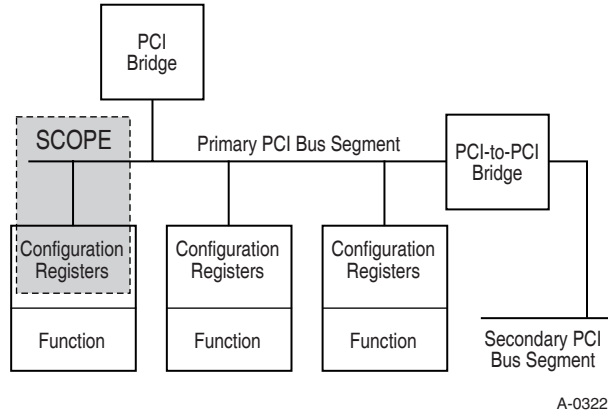 PCI
Bridge
SCOPE
Primary PCI Bus Segment
PCI-to-PCI
Bridge
Configuration
Registers
Configuration
Registers
Configuration
Registers
Function
Function
Function
Secondary PCI
Bus Segment
A-0322